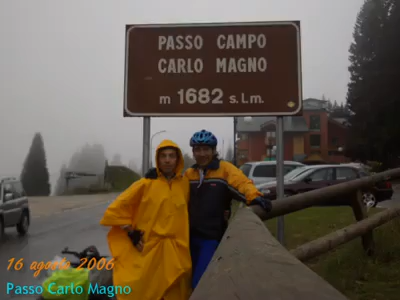 PASSO CAMPO
CARLO MAGNO
m 1682 s.l.m.
16 agosto 2006
Passo Carlo Magno